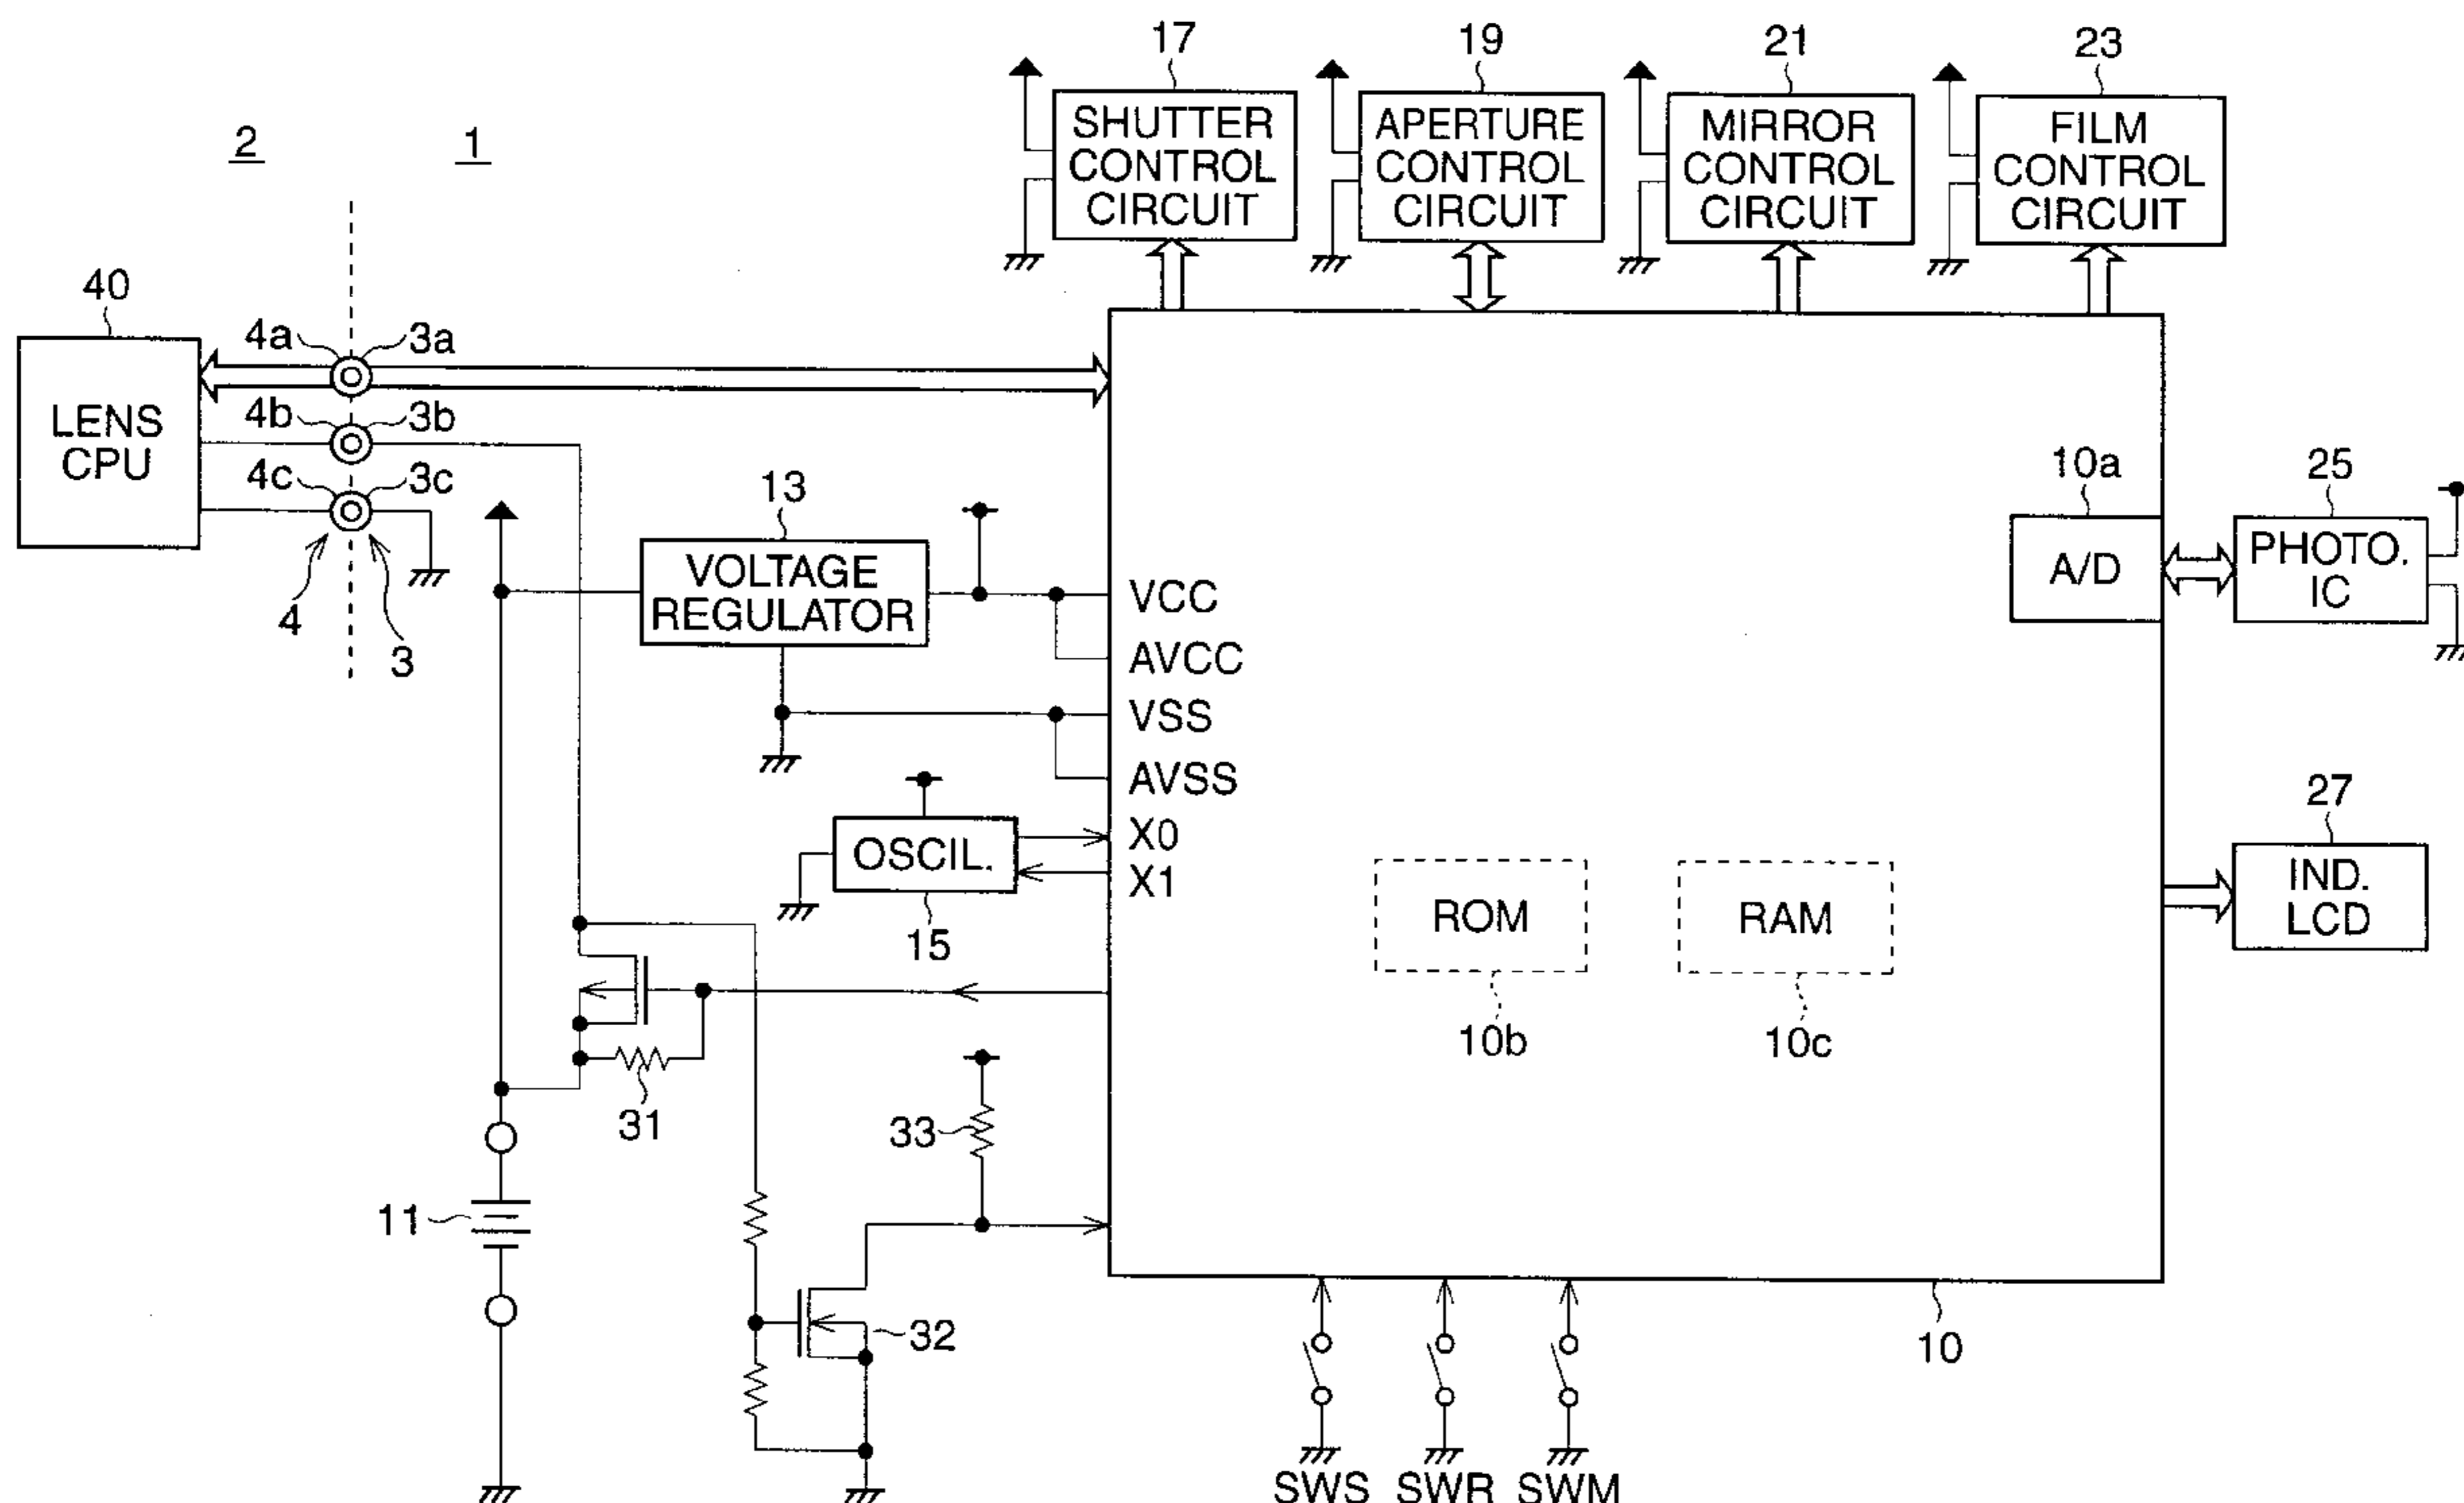 17
19
21
23
SHUTTER
CONTROL
CIRCUIT
APERTURE
CONTROL
CIRCUIT
MIRROR
CONTROL
CIRCUIT
FILM
CONTROL
CIRCUIT
2
1
40
4a
3a
LENS
CPU
4b
3b
4c
3c
4
3
13
VOLTAGE
REGULATOR
VCC
AVCC
VSS
AVSS
X0
X1
OSCIL.
15
10a
A/D
25
PHOTO.
IC
27
IND.
LCD
ROM
10b
RAM
10c
31
33
11
32
10
SWS
SWR
SWM